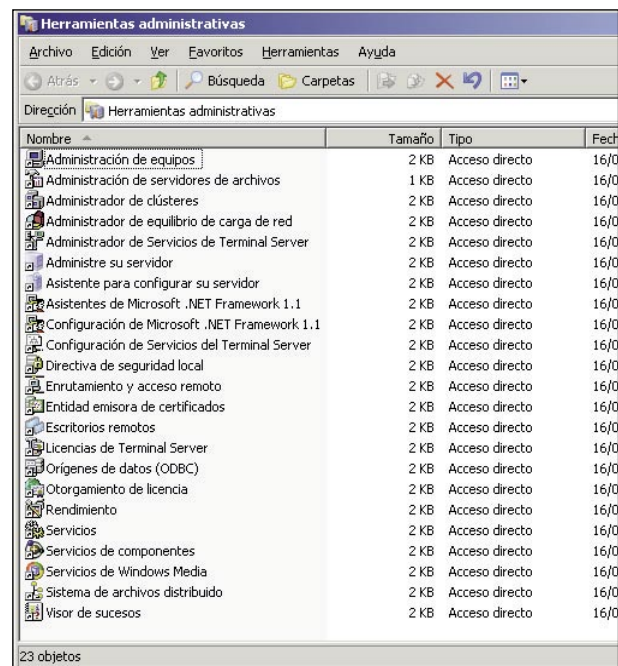 Herramientas administrativas
Archivo Edición Ver Favoritos Herramientas Ayuda
Atrás Búsqueda Carpetas
Dirección Herramientas administrativas
Nombre Tamaño Tipo Fech
Administración de equipos 2 KB Acceso directo 16/0
Administración de servidores de archivos 1 KB Acceso directo 16/0
Administrador de clústeres 2 KB Acceso directo 16/0
Administrador de equilibrio de carga de red 2 KB Acceso directo 16/0
Administrador de Servicios de Terminal Server 2 KB Acceso directo 16/0
Administre su servidor 2 KB Acceso directo 16/0
Asistente para configurar su servidor 2 KB Acceso directo 16/0
Asistentes de Microsoft .NET Framework 1.1 2 KB Acceso directo 16/0
Configuración de Microsoft .NET Framework 1.1 2 KB Acceso directo 16/0
Configuración de Servicios del Terminal Server 2 KB Acceso directo 16/0
Directiva de seguridad local 2 KB Acceso directo 16/0
Enrutamiento y acceso remoto 2 KB Acceso directo 16/0
Entidad emisora de certificados 2 KB Acceso directo 16/0
Escritorios remotos 2 KB Acceso directo 16/0
Licencias de Terminal Server 2 KB Acceso directo 16/0
Orígenes de datos (ODBC) 2 KB Acceso directo 16/0
Otorgamiento de licencia 2 KB Acceso directo 16/0
Rendimiento 2 KB Acceso directo 16/0
Servicios 2 KB Acceso directo 16/0
Servicios de componentes 2 KB Acceso directo 16/0
Servicios de Windows Media 2 KB Acceso directo 16/0
Sistema de archivos distribuido 2 KB Acceso directo 16/0
Visor de sucesos 2 KB Acceso directo 16/0
23 objetos